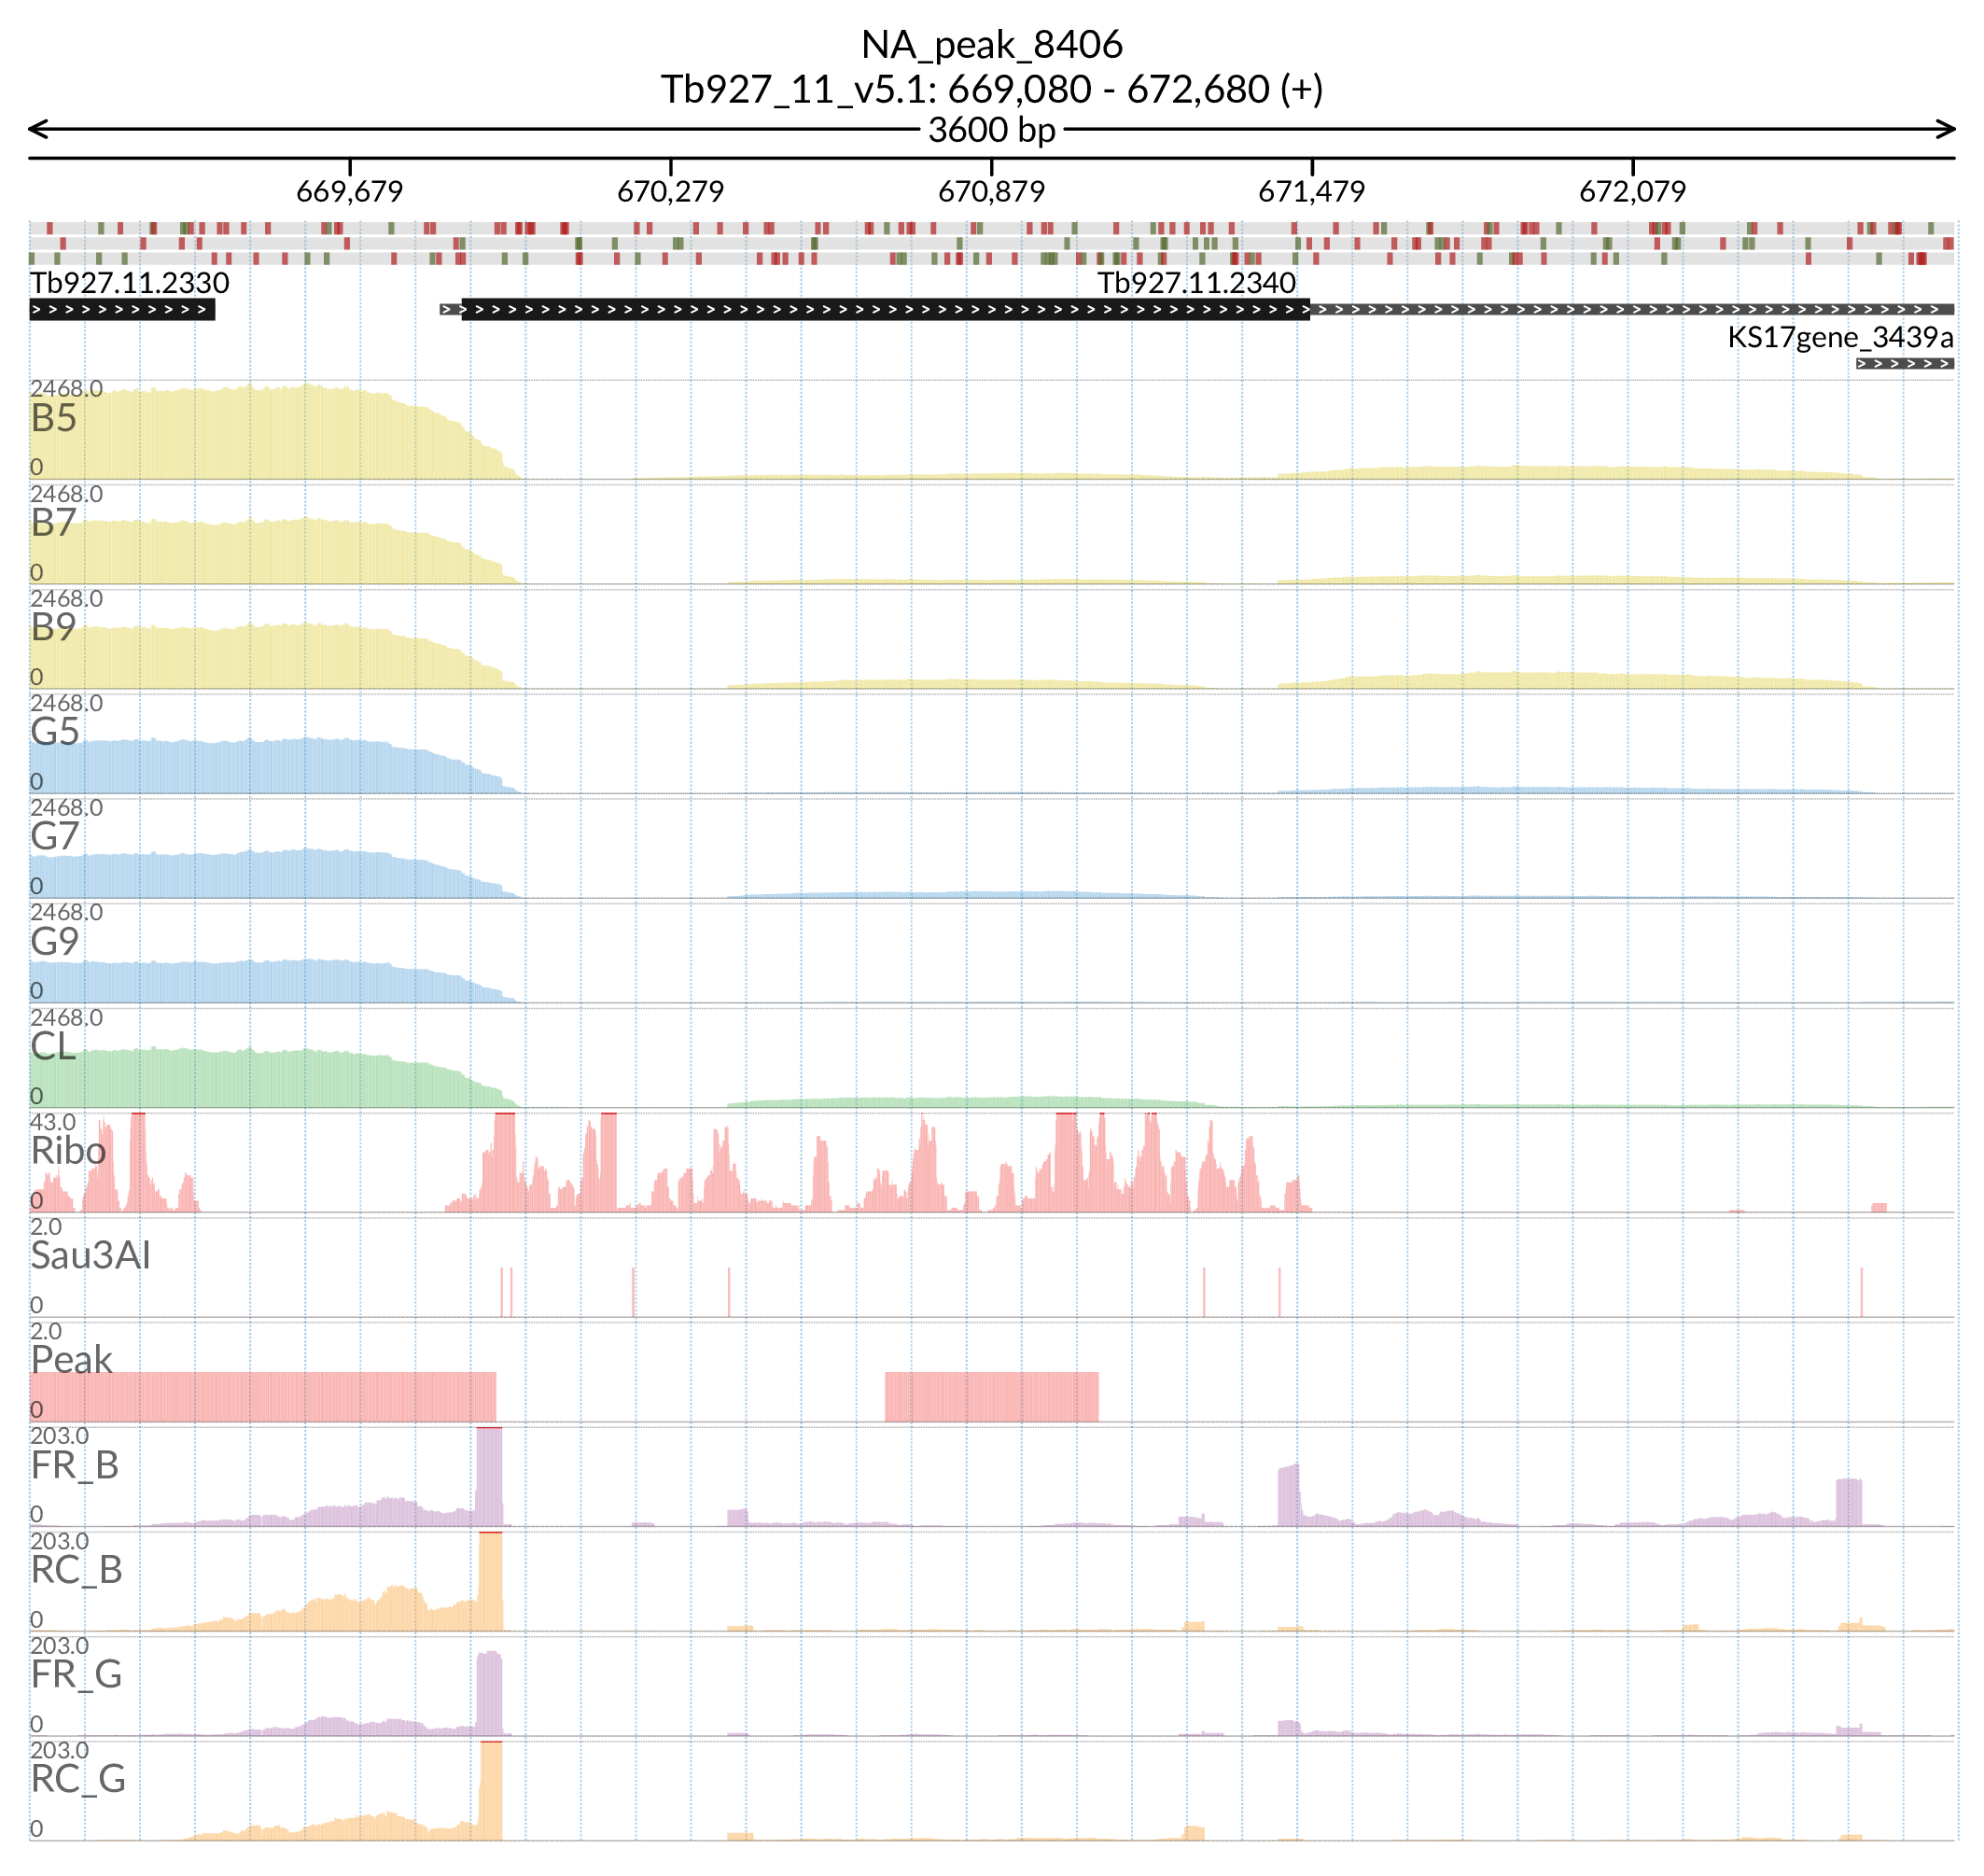 NA_peak_8406
Tb927_11_v5.1: 669,080 - 672,680 (+)
3600 bp
669,679 670,279 670,879 671,479 672,079
Tb927.11.2330 Tb927.11.2340
KS17gene_3439a
2468.0
B5
0
2468.0
B7
0
2468.0
B9
0
2468.0
G5
0
2468.0
G7
0
2468.0
G9
0
2468.0
CL
0
43.0
Ribo
0
2.0
Sau3AI
0
2.0
Peak
0
203.0
FR_B
0
203.0
RC_B
0
203.0
FR_G
0
203.0
RC_G
0